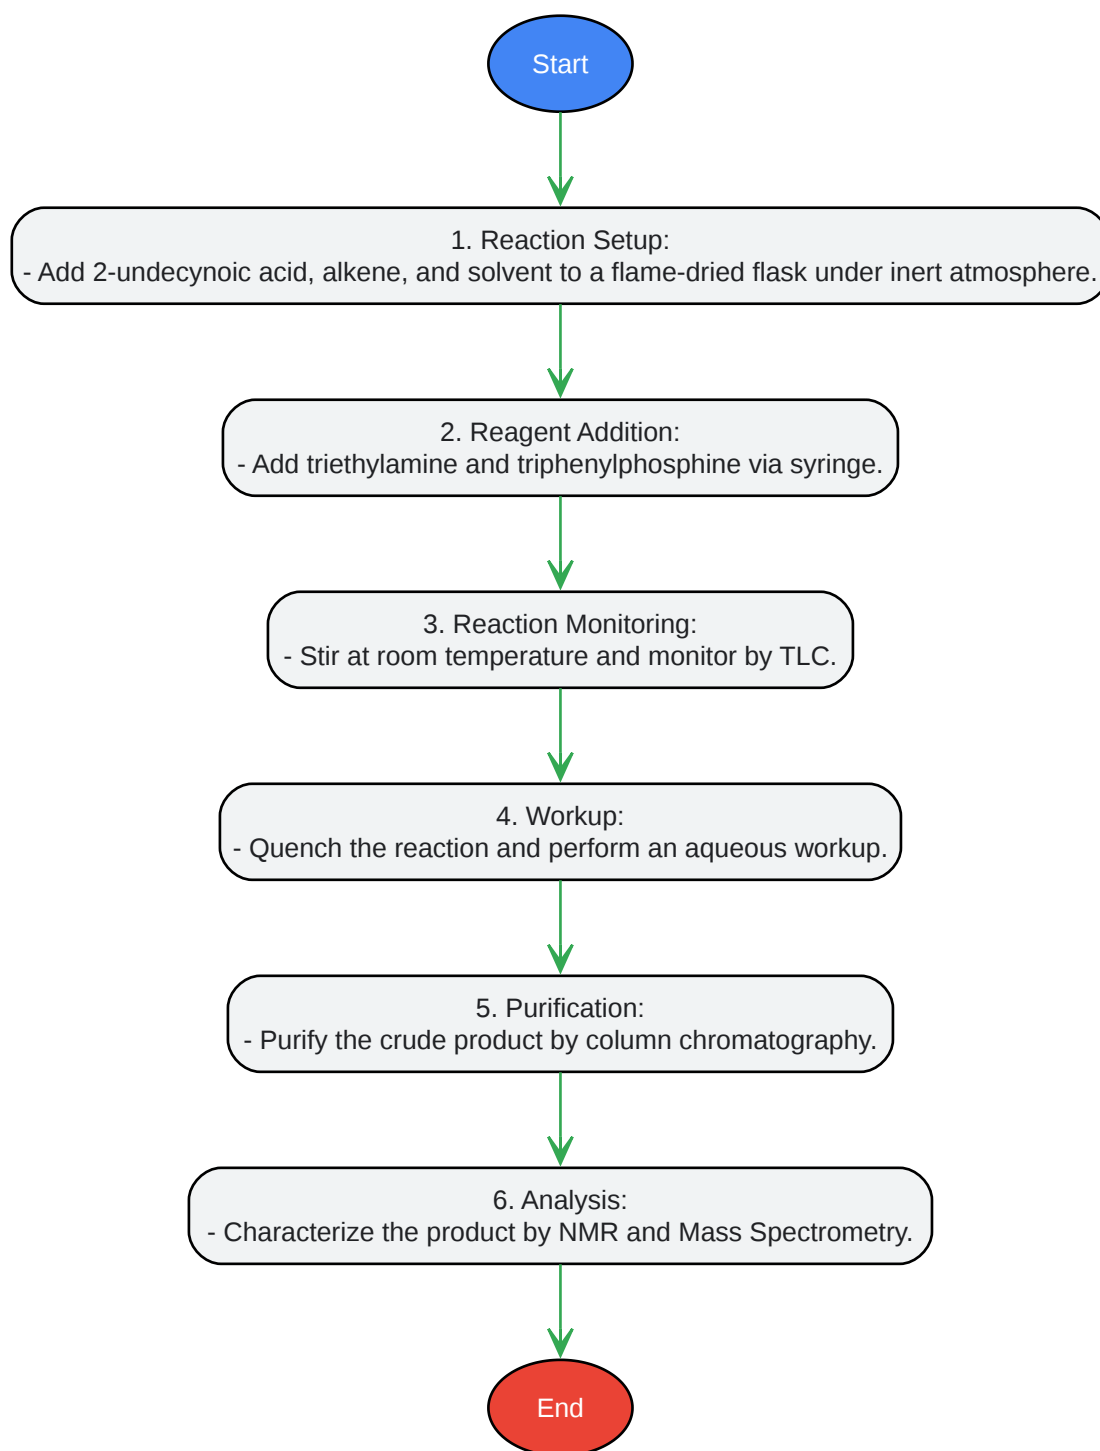 Start
1. Reaction Setup:
- Add 2-undecynoic acid, alkene, and solvent to a flame-dried flask under inert atmosphere.
2. Reagent Addition:
- Add triethylamine and triphenylphosphine via syringe.
3. Reaction Monitoring:
- Stir at room temperature and monitor by TLC.
4. Workup:
- Quench the reaction and perform an aqueous workup.
5. Purification:
- Purify the crude product by column chromatography.
6. Analysis:
- Characterize the product by NMR and Mass Spectrometry.
End